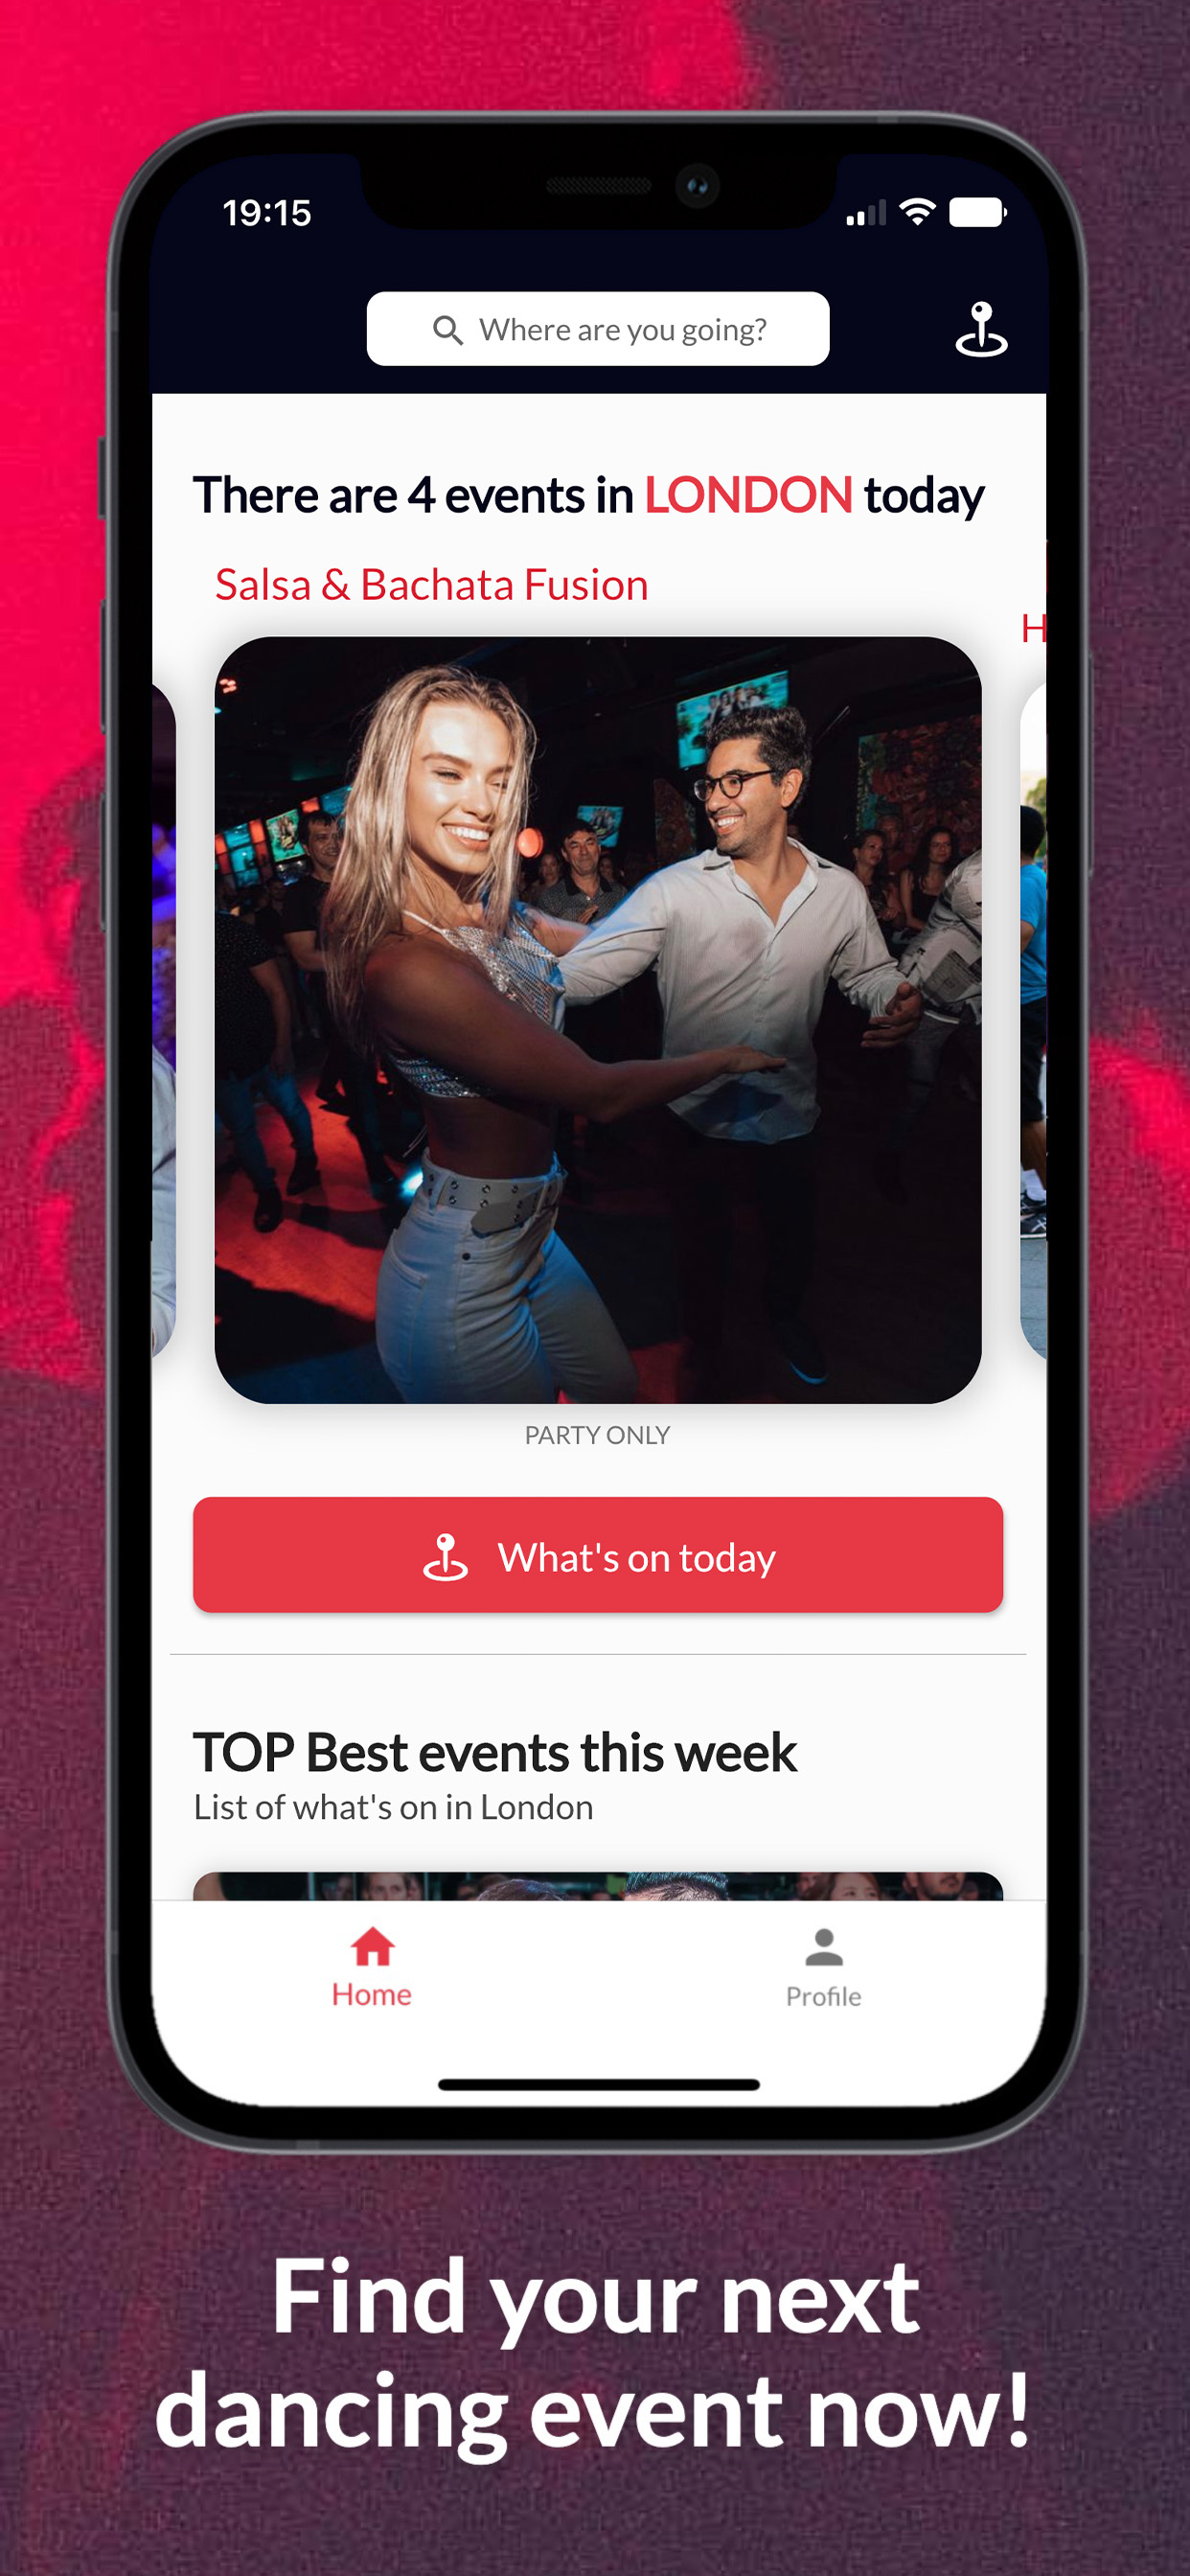 19:15
Where are you going?
There are 4 events in LONDON today
Salsa & Bachata Fusion
H
PARTY ONLY
What's on today
TOP Best events this week
List of what's on in London
Home
Profile
Find your next
dancing event now!